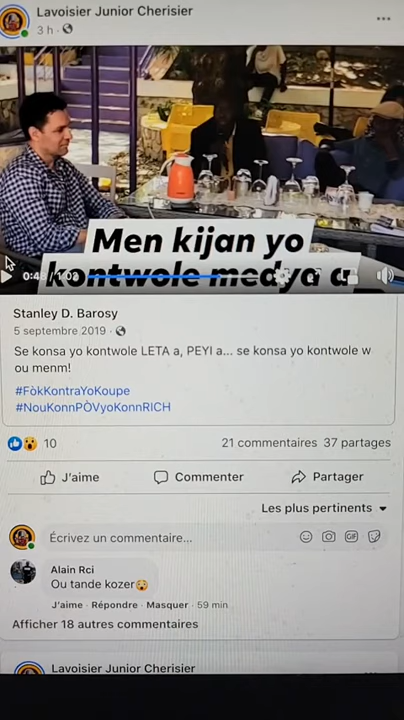 Lavoisier Junior Cherisier
3 h
Men kijan yo
kontwole medya a
Stanley D. Barosy
5 septembre 2019
Se konsa yo kontwole LETA a, PEYI a... se konsa yo kontwole w
ou menm!
#FòkKontraYoKoupe
#NouKonnPÒVyoKonnRICH
10
21 commentaires 37 partages
J'aime
Commenter
Partager
Les plus pertinents
Écrivez un commentaire...
GIF
Alain Rci
Ou tande kozer
J'aime · Répondre · Masquer · 59 min
Afficher 18 autres commentaires
Lavoisier Junior Cherisier